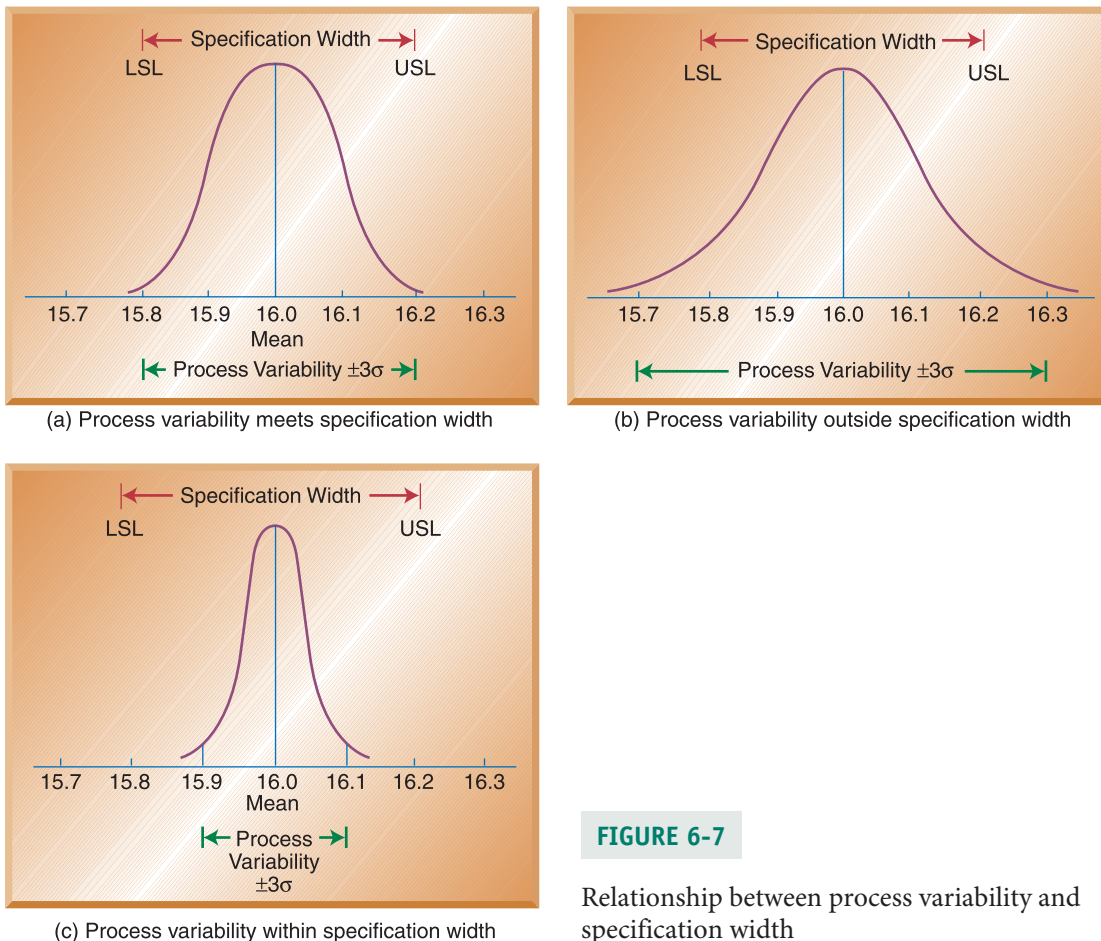 Specification Width
LSL USL
15.7 15.8 15.9 16.0 16.1 16.2 16.3
Mean
Process Variability ±3σ
(a) Process variability meets specification width
Specification Width
LSL USL
15.7 15.8 15.9 16.0 16.1 16.2 16.3
Process Variability ±3σ
(b) Process variability outside specification width
Specification Width
LSL USL
15.7 15.8 15.9 16.0 16.1 16.2 16.3
Mean
Process
Variability
±3σ
(c) Process variability within specification width
FIGURE 6-7
Relationship between process variability and
specification width